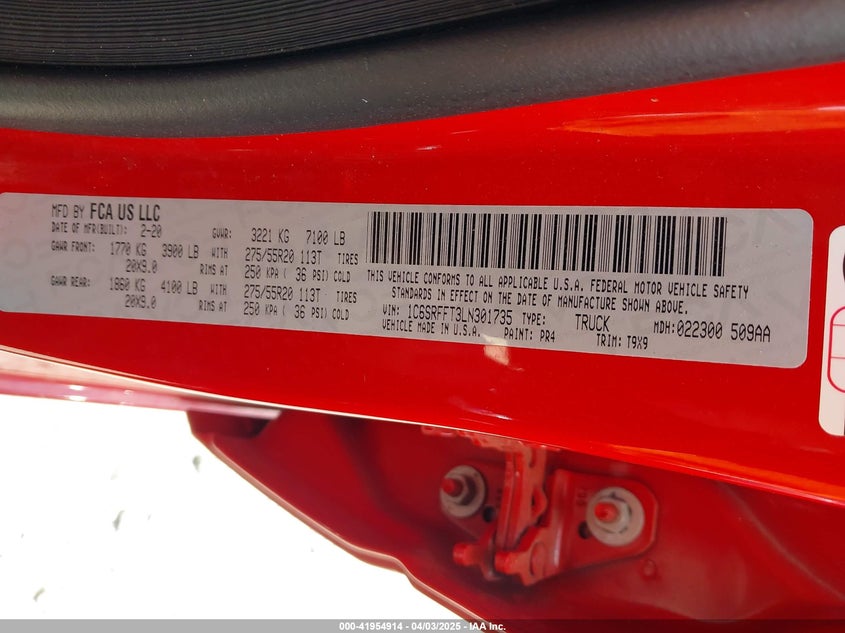 MFD BY FCA US LLC
DATE OF MFR(BUILT): 2-20 GVWR: 3221 KG 7100 LB
GAWR FRONT: 1770 KG 3900 LB WITH 275/55R20 113T TIRES
20X9.0 RIMS AT 250 KPA ( 36 PSI) COLD
GAWR REAR: 1860 KG 4100 LB WITH 275/55R20 113T TIRES
20X9.0 RIMS AT 250 KPA ( 36 PSI) COLD
THIS VEHICLE CONFORMS TO ALL APPLICABLE U.S.A. FEDERAL MOTOR VEHICLE SAFETY
STANDARDS IN EFFECT ON THE DATE OF MANUFACTURE SHOWN ABOVE.
VIN: 1C6SRFFT3LN301735 TYPE: TRUCK MDH:022300 509AA
VEHICLE MADE IN U.S.A. PAINT: PR4 TRIM: T9X9
000-41954914 - 04/03/2025 - IAA Inc.